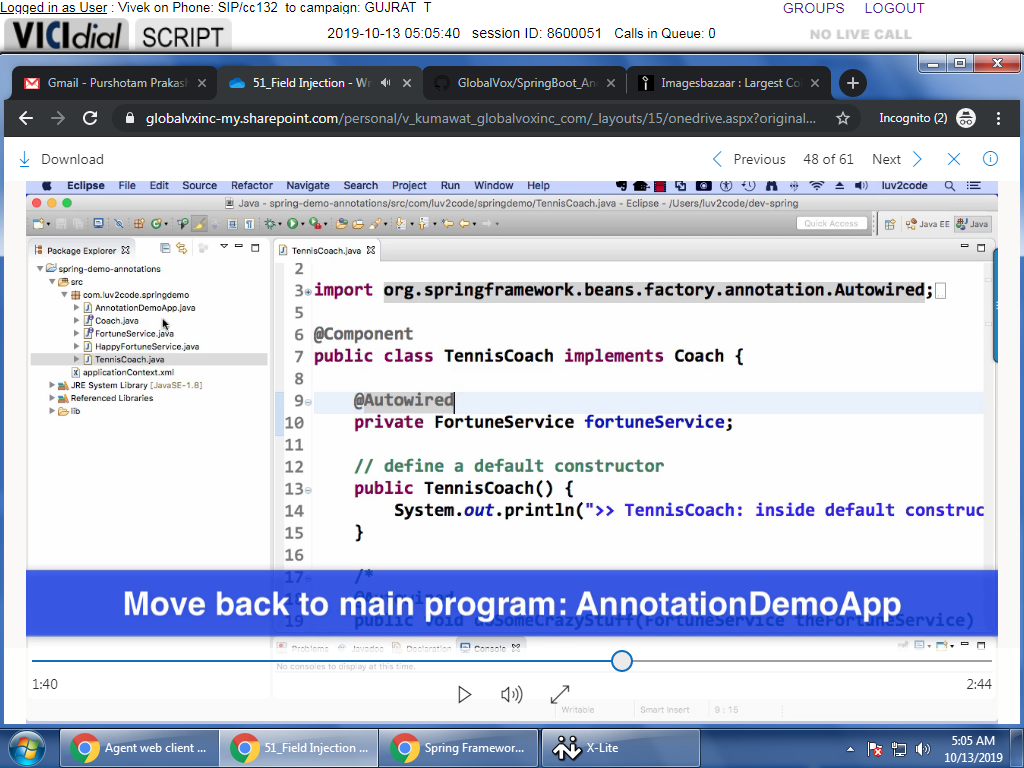 Logged in as User : Vivek on Phone: SIP/cc132 to campaign: GUJRAT_T
GROUPS LOGOUT
VICIdial SCRIPT
2019-10-13 05:05:40 session ID: 8600051 Calls in Queue: 0
NO LIVE CALL
Gmail - Purshotam Prakas
51_Field Injection - Wr
GlobalVox/SpringBoot_An
Imagesbazaar : Largest Co
globalvxinc-my.sharepoint.com/personal/v_kumawat_globalvoxinc_com/_layouts/15/onedrive.aspx?original...
Incognito (2)
Download
Previous 48 of 61 Next
Eclipse File Edit Source Refactor Navigate Search Project Run Window Help
luv2code
Java - spring-demo-annotations/src/com/luv2code/springdemo/TennisCoach.java - Eclipse - /Users/luv2code/dev-spring
Quick Access
Java EE
Java
Package Explorer
spring-demo-annotations
src
com.luv2code.springdemo
AnnotationDemoApp.java
Coach.java
FortuneService.java
HappyFortuneService.java
TennisCoach.java
applicationContext.xml
JRE System Library [JavaSE-1.8]
Referenced Libraries
lib
TennisCoach.java
2
3 import org.springframework.beans.factory.annotation.Autowired;
5
6 @Component
7 public class TennisCoach implements Coach {
8
9 @Autowired
10 private FortuneService fortuneService;
11
12 // define a default constructor
13 public TennisCoach() {
14 System.out.println(">> TennisCoach: inside default construc
15 }
16
17 /*
18 @Autowired
19 public void doSomeCrazyStuff(FortuneService theFortuneService)
Move back to main program: AnnotationDemoApp
Problems Javadoc Declaration Console
No consoles to display at this time.
1:40
2:44
Writable Smart Insert 9 : 15
Agent web client ...
51_Field Injection ...
Spring Framewor...
X-Lite
5:05 AM
10/13/2019